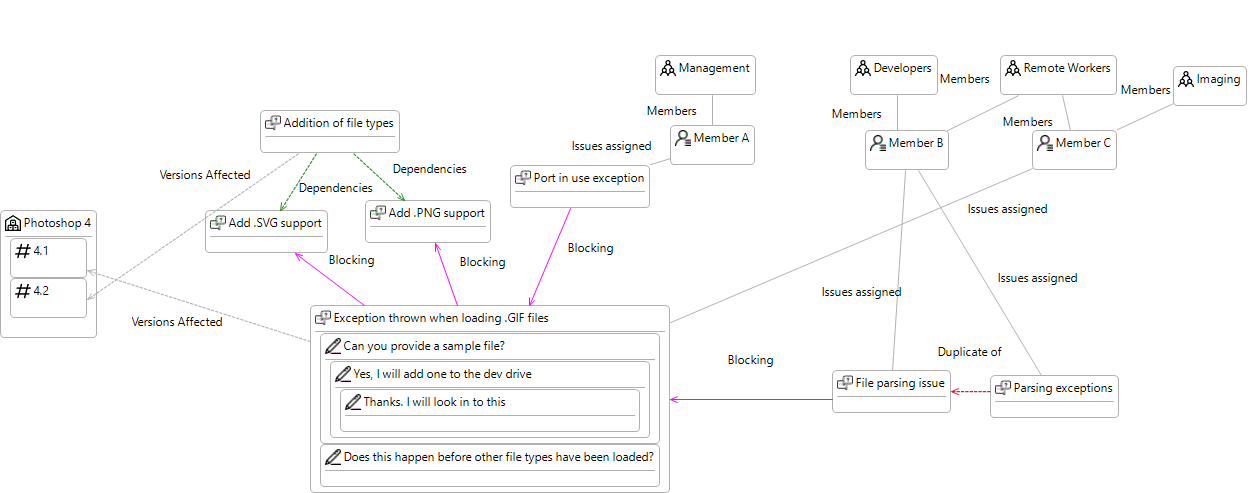 Management
Developers
Remote Workers
Imaging
Members
Members
Members
Members
Members
Addition of file types
Member A
Member B
Member C
Issues assigned
Versions Affected
Dependencies
Dependencies
Port in use exception
Photoshop 4
4.1
4.2
Add .SVG support
Add .PNG support
Issues assigned
Blocking
Blocking
Blocking
Issues assigned
Issues assigned
Versions Affected
Exception thrown when loading .GIF files
Can you provide a sample file?
Yes, I will add one to the dev drive
Thanks. I will look in to this
Does this happen before other file types have been loaded?
Blocking
Duplicate of
File parsing issue
Parsing exceptions